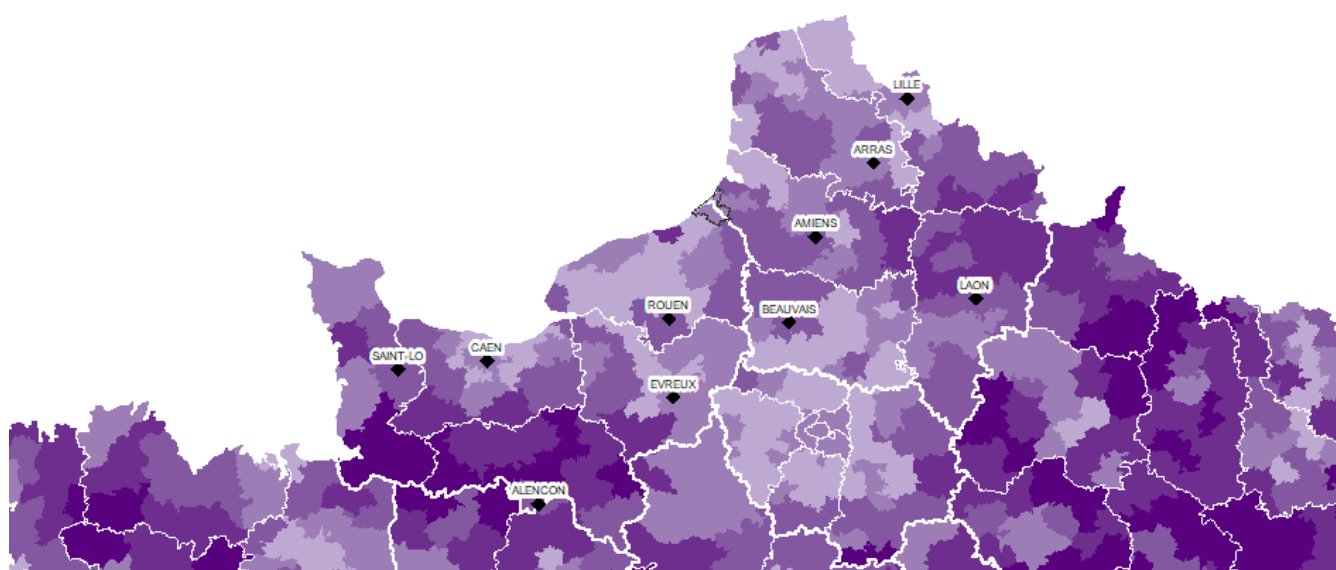 LILLE
ARRAS
AMIENS
LAON
ROUEN
BEAUVAIS
CAEN
SAINT-LO
EVREUX
ALENCON